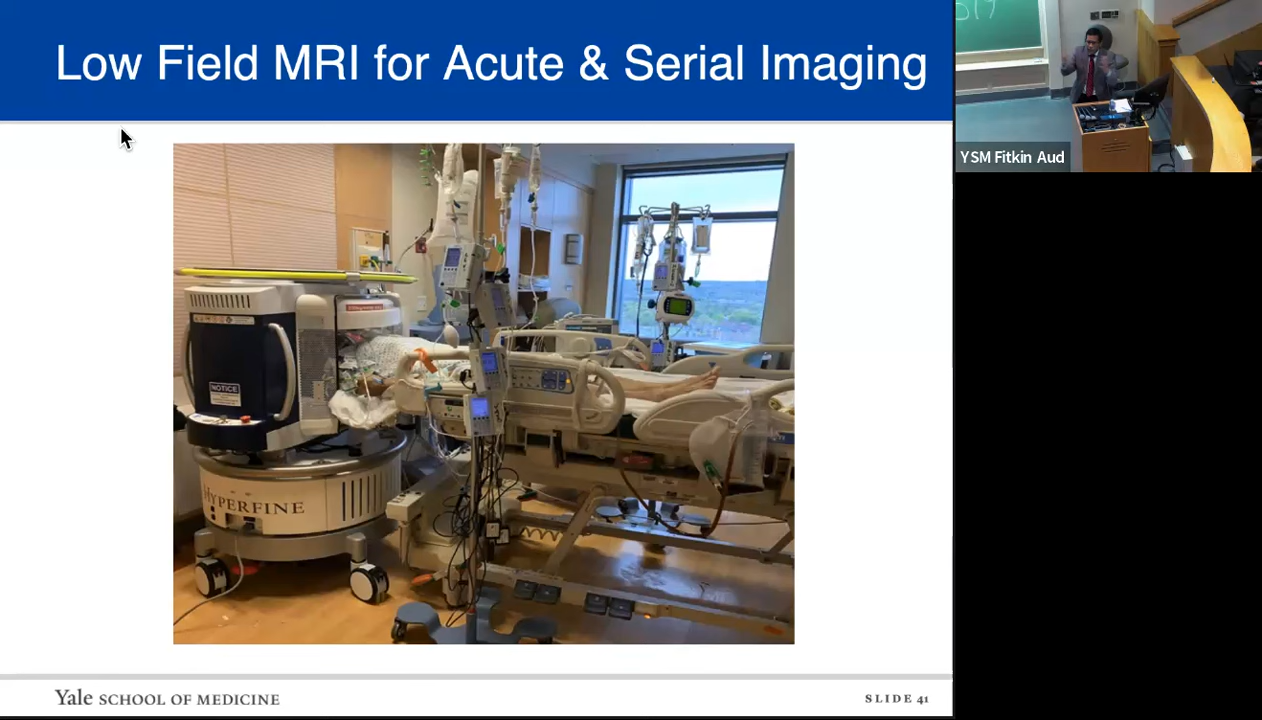 Low Field MRI for Acute & Serial Imaging
YSM Fitkin Aud
NOTICE
HYPERFINE
Yale SCHOOL OF MEDICINE
SLIDE 41